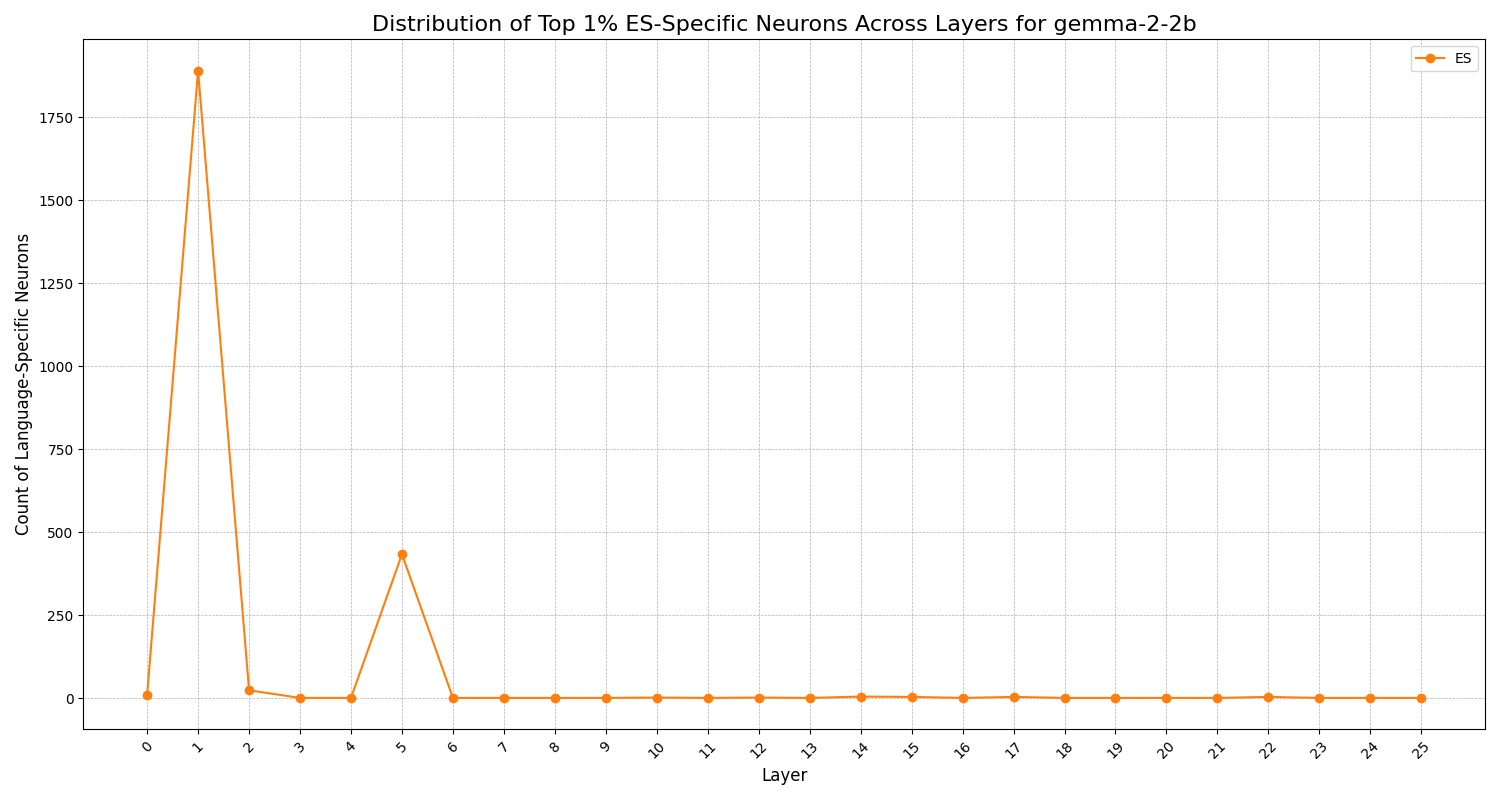 Distribution of Top 1% ES-Specific Neurons Across Layers for gemma-2-2b
ES
Count of Language-Specific Neurons
1750
1500
1250
1000
750
500
250
0
0 1 2 3 4 5 6 7 8 9 10 11 12 13 14 15 16 17 18 19 20 21 22 23 24 25
Layer